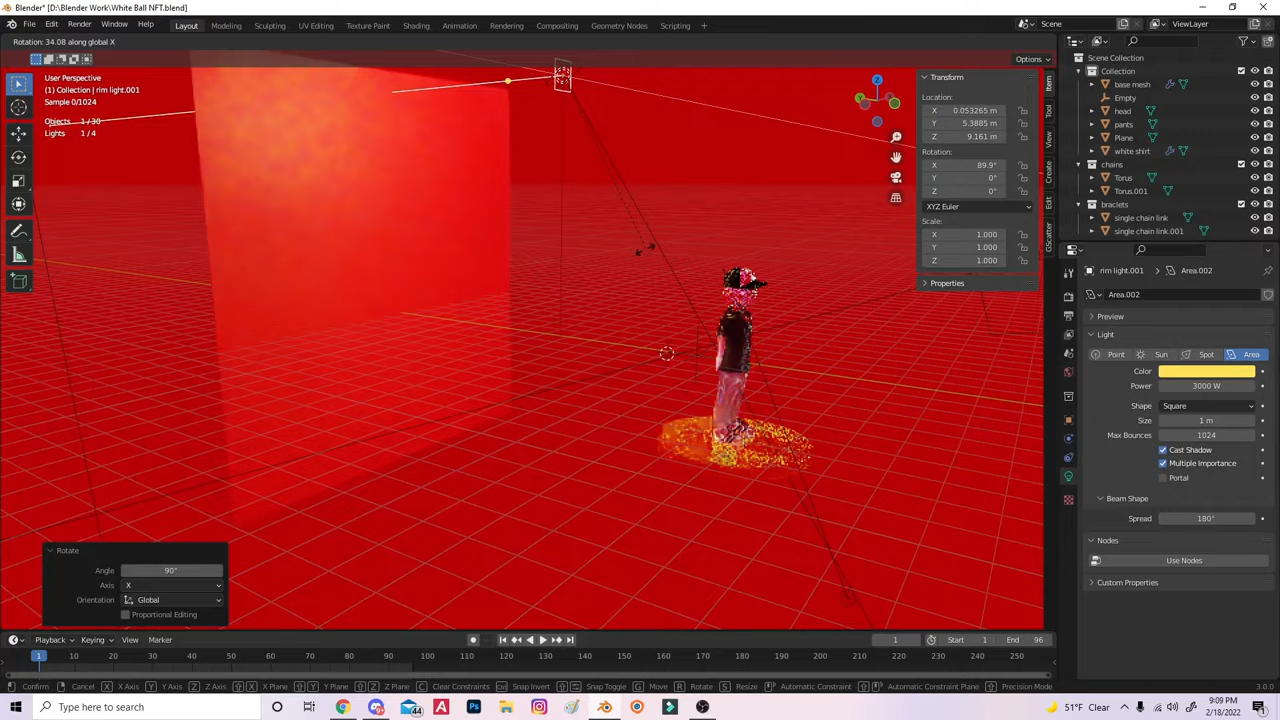 Blender* [D:\Blender Work\White Ball NFT.blend]
File Edit Render Window Help Layout Modeling Sculpting UV Editing Texture Paint Shading Animation Rendering Compositing Geometry Nodes Scripting + Scene ViewLayer
Rotation: 34.08 along global X
Options
User Perspective
(1) Collection | rim light.001
Sample 0/1024
Objects 1/30
Lights 1/4
Z
Transform
Location:
X 0.053265 m
Y 5.3885 m
Z 9.161 m
Rotation:
X 89.9°
Y 0°
Z 0°
XYZ Euler
Scale:
X 1.000
Y 1.000
Z 1.000
Properties
Item
Tool
View
Create
Edit
GScatter
Scene Collection
Collection
base mesh
Empty
head
pants
Plane
white shirt
chains
Torus
Torus.001
braclets
single chain link
single chain link.001
rim light.001 > Area.002
Area.002
Preview
Light
Point Sun Spot Area
Color
Power 3000 W
Shape Square
Size 1 m
Max Bounces 1024
Cast Shadow
Multiple Importance
Portal
Beam Shape
Spread 180°
Nodes
Use Nodes
Custom Properties
Rotate
Angle 90°
Axis X
Orientation Global
Proportional Editing
Playback Keying View Marker 1 Start 1 End 96
1 10 20 30 40 50 60 70 80 90 100 110 120 130 140 150 160 170 180 190 200 210 220 230 240 250
Confirm Cancel X X Axis Y Y Axis Z Z Axis X X Plane Y Y Plane Z Z Plane C Clear Constraints Snap Invert Snap Toggle G Move R Rotate S Resize Automatic Constraint Automatic Constraint Plane Precision Mode 3.0.0
Type here to search 44 51°F Clear 9:09 PM
2/18/2022